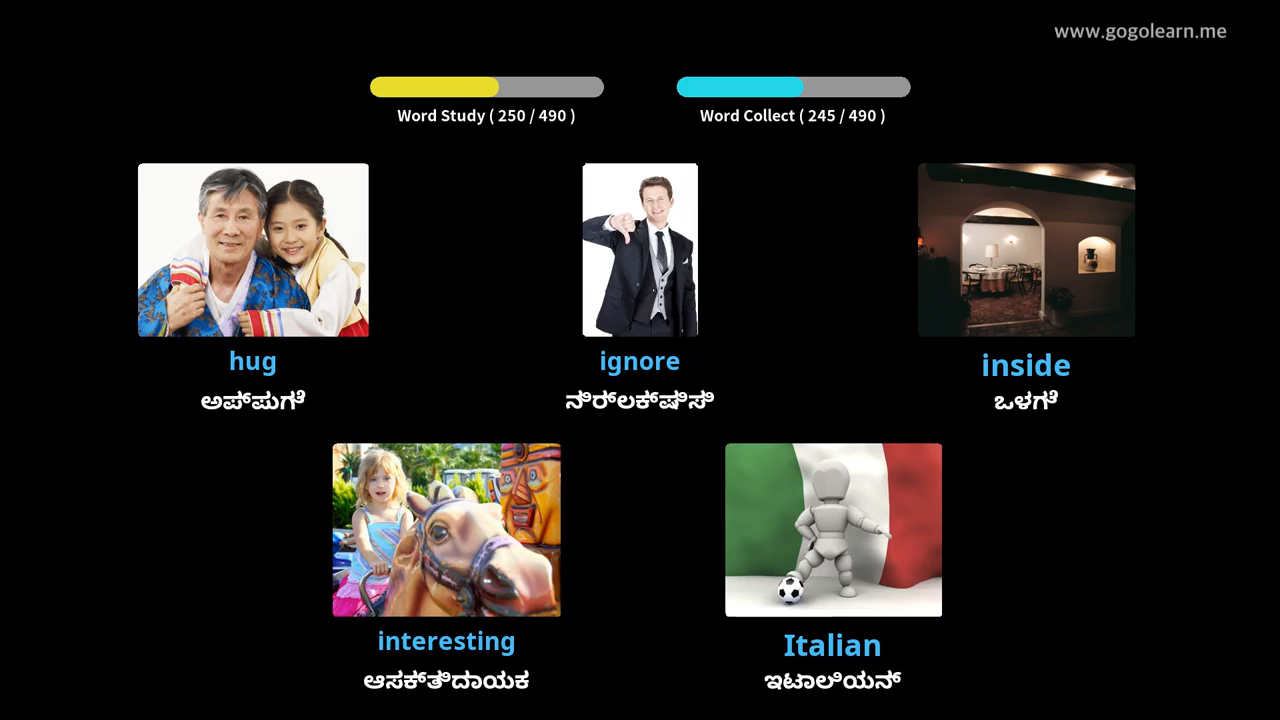 www.gogolearn.me
Word Study ( 250 / 490 )
Word Collect ( 245 / 490 )
hug
ಅಪ್ಪುಗೆ
ignore
ನಿರ್ಲಕ್ಷಿಸಿ
inside
ಒಳಗೆ
interesting
ಆಸಕ್ತಿದಾಯಕ
Italian
ಇಟಾಲಿಯನ್